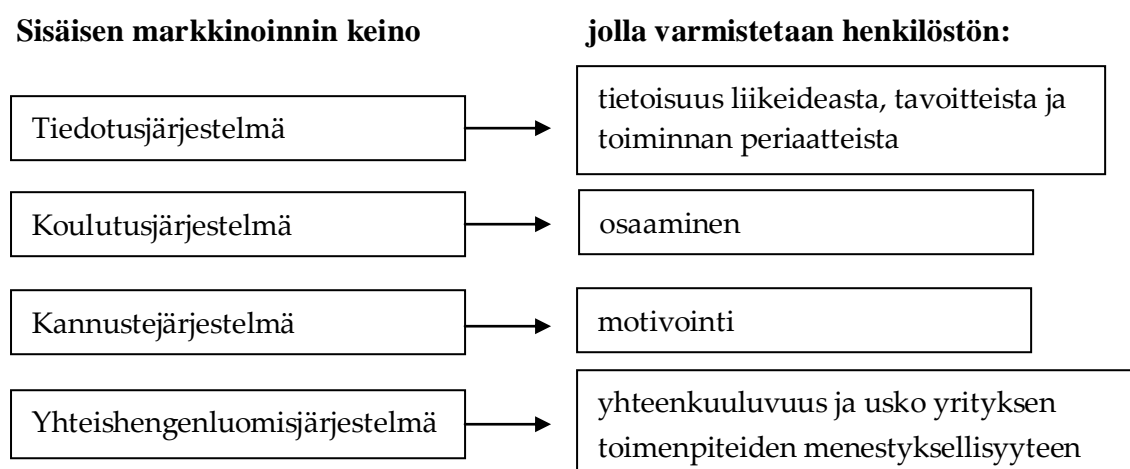 Sisäisen markkinoinnin keino
jolla varmistetaan henkilöstön:
Tiedotusjärjestelmä
tietoisuus liikeideasta, tavoitteista ja
toiminnan periaatteista
Koulutusjärjestelmä
osaaminen
Kannustejärjestelmä
motivointi
Yhteishengenluomisjärjestelmä
yhteenkuuluvuus ja usko yrityksen
toimenpiteiden menestyksellisyyteen